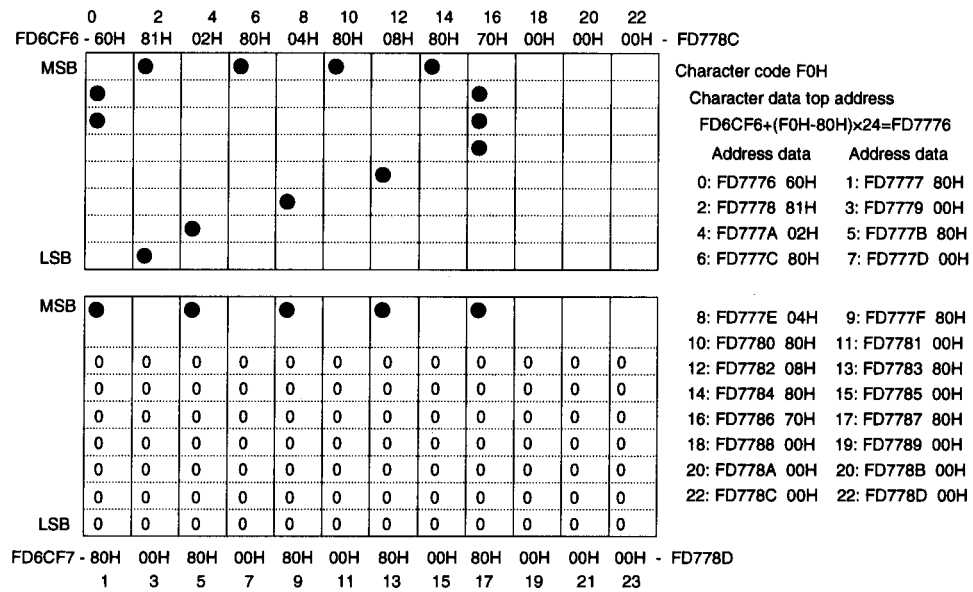 0 2 4 6 8 10 12 14 16 18 20 22
FD6CF6 - 60H 81H 02H 80H 04H 80H 08H 80H 70H 00H 00H 00H - FD778C
MSB
LSB
Character code F0H
Character data top address
FD6CF6+(F0H-80H)×24=FD7776
Address data Address data
0: FD7776 60H 1: FD7777 80H
2: FD7778 81H 3: FD7779 00H
4: FD777A 02H 5: FD777B 80H
6: FD777C 80H 7: FD777D 00H
MSB
0 0 0 0 0 0 0 0 0 0 0 0
0 0 0 0 0 0 0 0 0 0 0 0
0 0 0 0 0 0 0 0 0 0 0 0
0 0 0 0 0 0 0 0 0 0 0 0
0 0 0 0 0 0 0 0 0 0 0 0
0 0 0 0 0 0 0 0 0 0 0 0
LSB 0 0 0 0 0 0 0 0 0 0 0 0
8: FD777E 04H 9: FD777F 80H
10: FD7780 80H 11: FD7781 00H
12: FD7782 08H 13: FD7783 80H
14: FD7784 80H 15: FD7785 00H
16: FD7786 70H 17: FD7787 80H
18: FD7788 00H 19: FD7789 00H
20: FD778A 00H 20: FD778B 00H
22: FD778C 00H 22: FD778D 00H
FD6CF7 - 80H 00H 80H 00H 80H 00H 80H 00H 80H 00H 00H 00H - FD778D
1 3 5 7 9 11 13 15 17 19 21 23